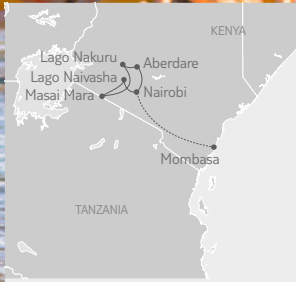 KENYA
Lago Nakuru
Aberdare
Lago Naivasha
Masai Mara
Nairobi
Mombasa
TANZANIA